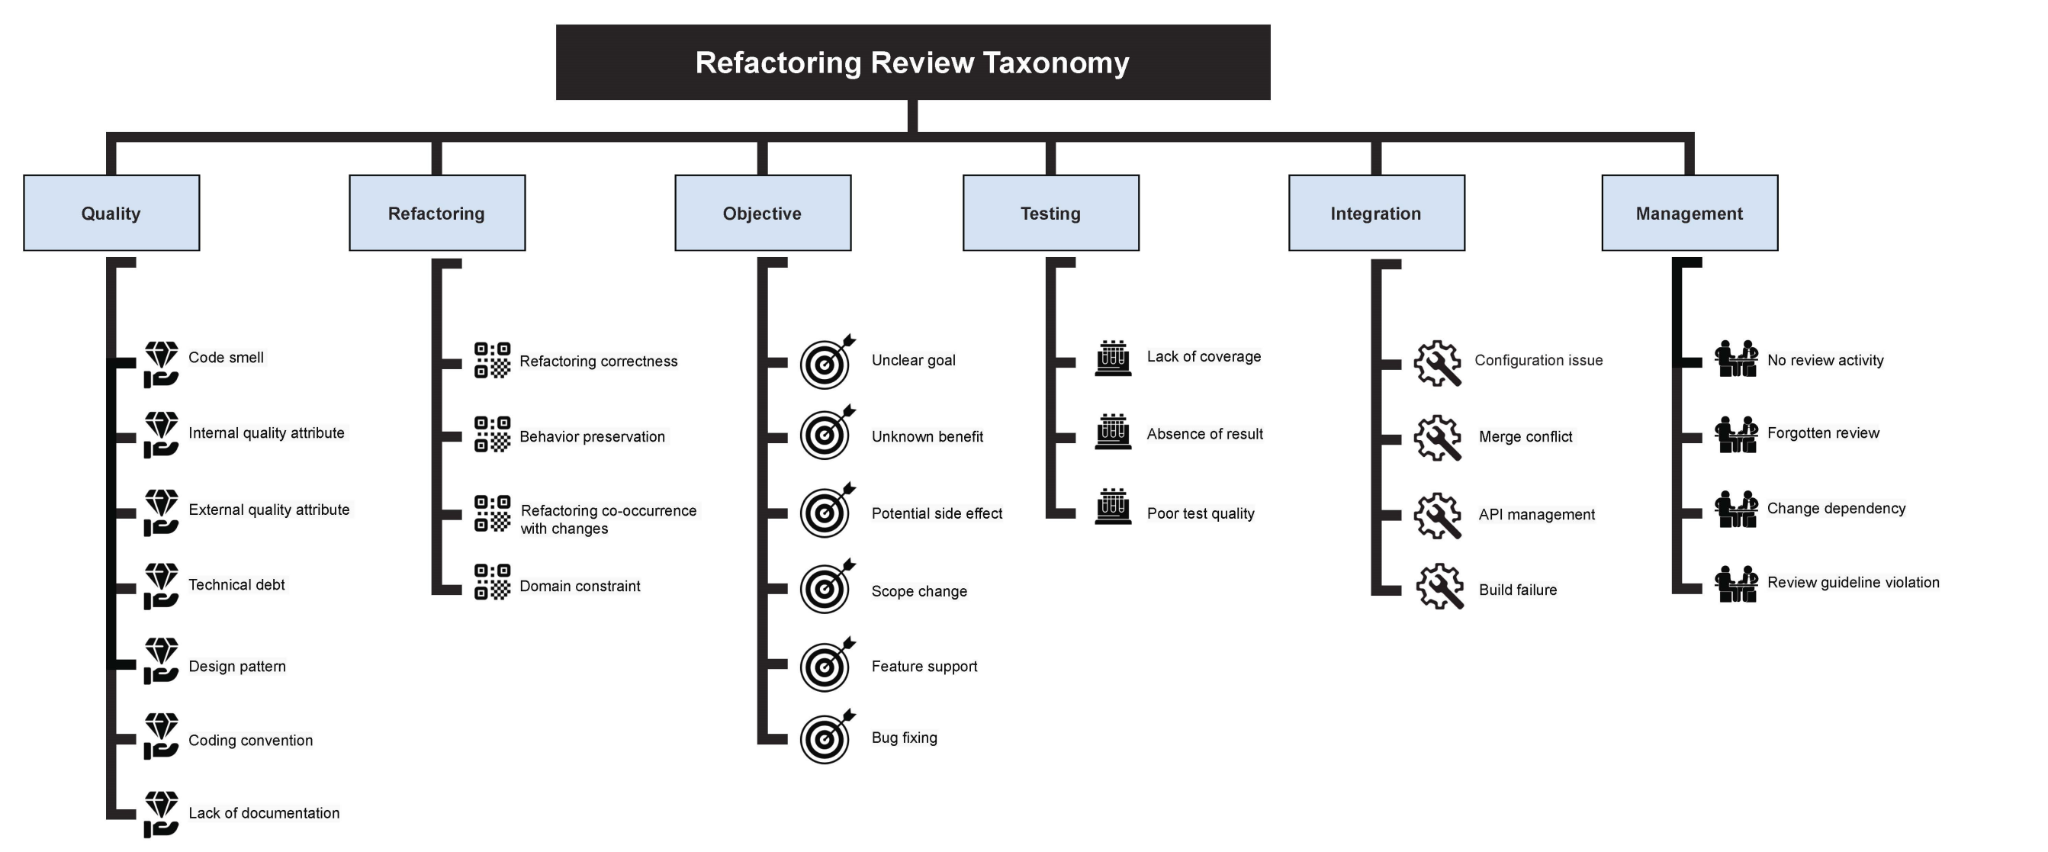 Refactoring Review Taxonomy
Quality
Refactoring
Objective
Testing
Integration
Management
Code smell
Internal quality attribute
External quality attribute
Technical debt
Design pattern
Coding convention
Lack of documentation
Refactoring correctness
Behavior preservation
Refactoring co-occurrence
with changes
Domain constraint
Unclear goal
Unknown benefit
Potential side effect
Scope change
Feature support
Bug fixing
Lack of coverage
Absence of result
Poor test quality
Configuration issue
Merge conflict
API management
Build failure
No review activity
Forgotten review
Change dependency
Review guideline violation